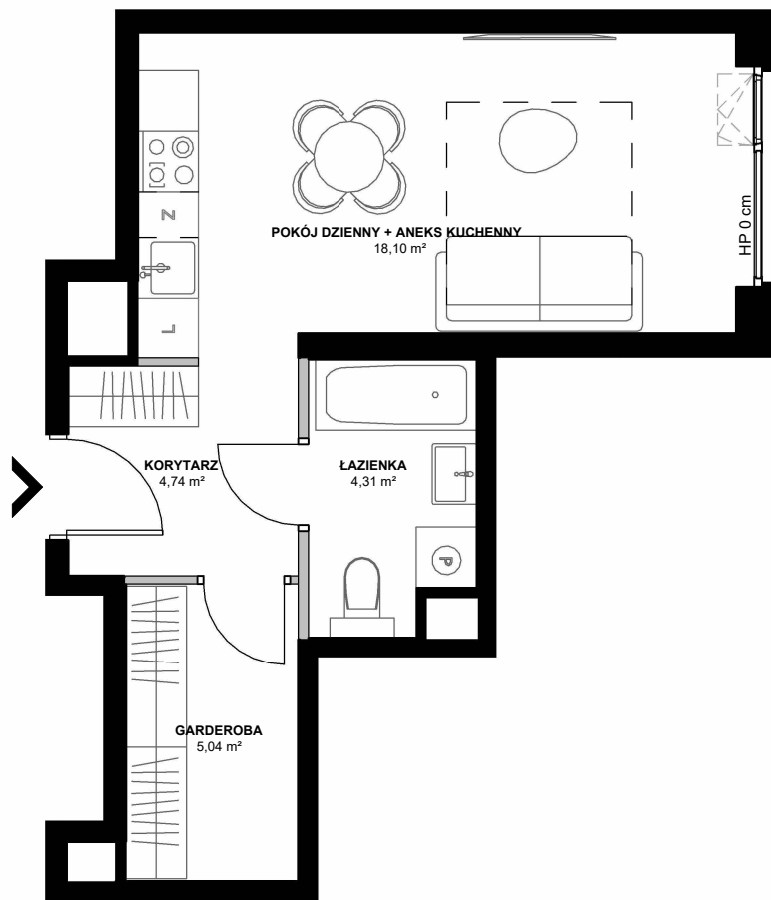 Z
POKÓJ DZIENNY + ANEKS KUCHENNY
18,10 m²
HP 0 cm
L
KORYTARZ
4,74 m²
ŁAZIENKA
4,31 m²
P
GARDEROBA
5,04 m²